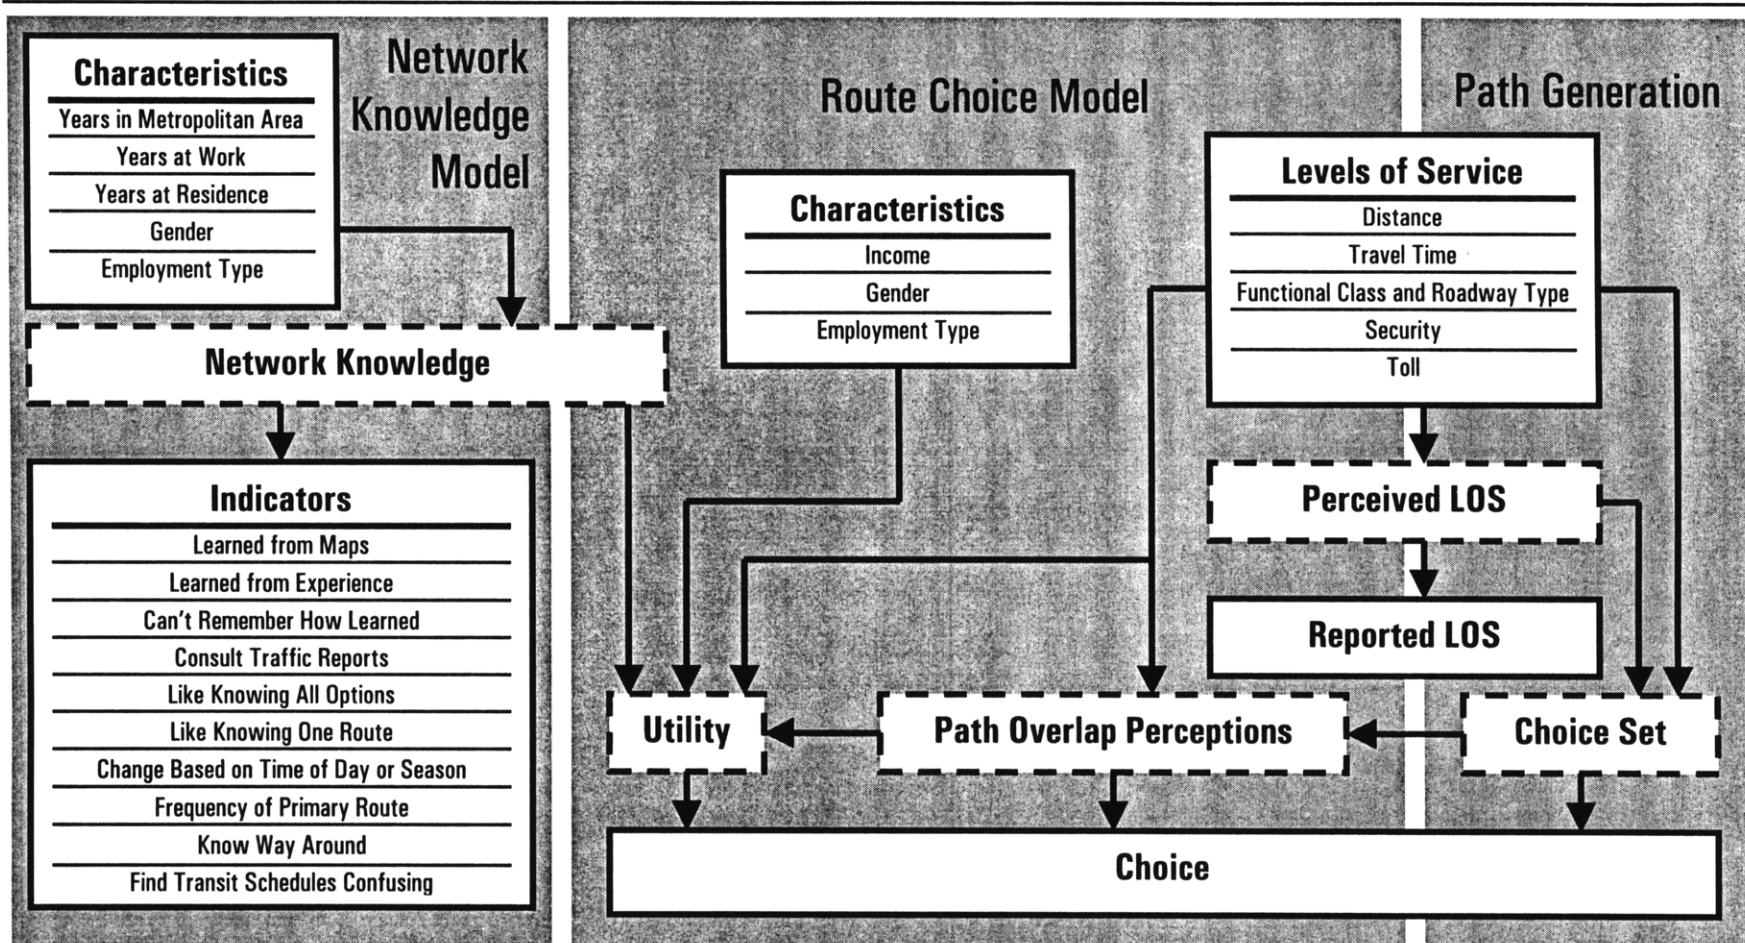 Network
Knowledge
Model
Characteristics
Years in Metropolitan Area
Years at Work
Years at Residence
Gender
Employment Type
Network Knowledge
Indicators
Learned from Maps
Learned from Experience
Can't Remember How Learned
Consult Traffic Reports
Like Knowing All Options
Like Knowing One Route
Change Based on Time of Day or Season
Frequency of Primary Route
Know Way Around
Find Transit Schedules Confusing
Route Choice Model
Characteristics
Income
Gender
Employment Type
Path Generation
Levels of Service
Distance
Travel Time
Functional Class and Roadway Type
Security
Toll
Perceived LOS
Reported LOS
Utility
Path Overlap Perceptions
Choice Set
Choice